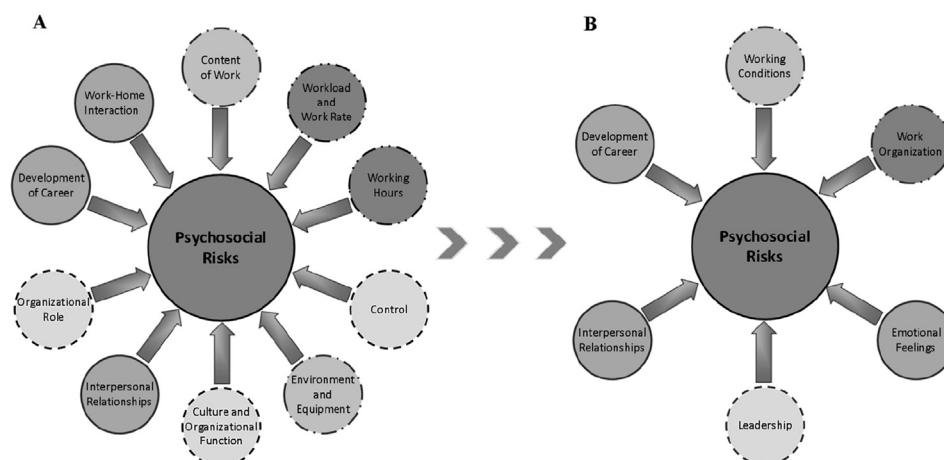 A
Content
of Work
Workload
and
Work Rate
Working
Hours
Control
Environment
and
Equipment
Culture and
Organizational
Function
Interpersonal
Relationships
Organizational
Role
Development
of Career
Work-Home
Interaction
Psychosocial
Risks
B
Working
Conditions
Work
Organization
Emotional
Feelings
Leadership
Interpersonal
Relationships
Development
of Career
Psychosocial
Risks